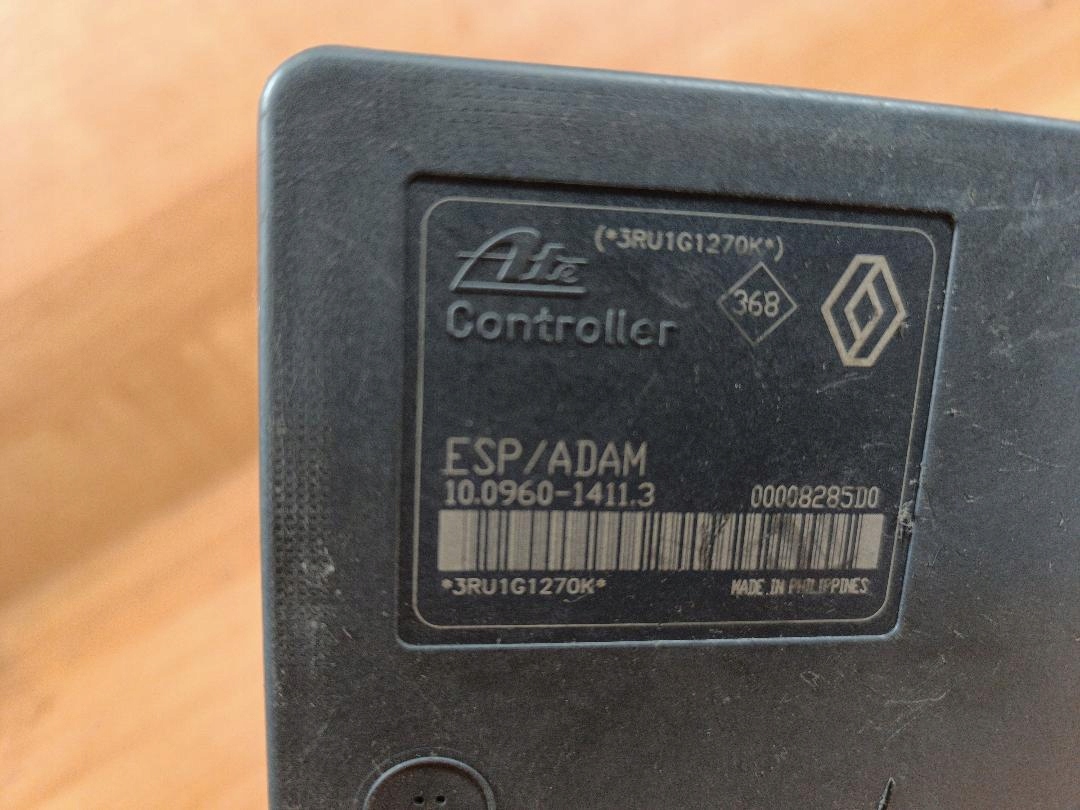 (*3RU1G1270K*)
Ate
368
Controller
ESP/ADAM
10.0960-1411.3 00008285D0
*3RU1G1270K* MADE IN PHILIPPINES